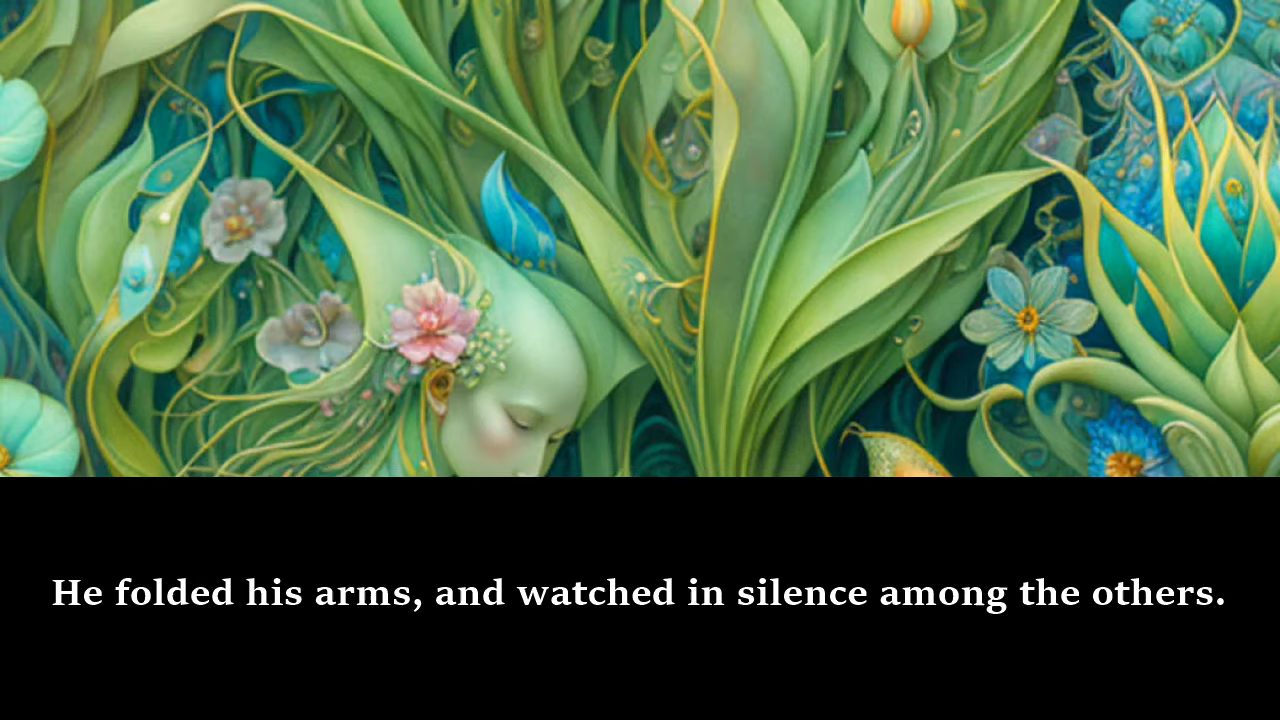 He folded his arms, and watched in silence among the others.